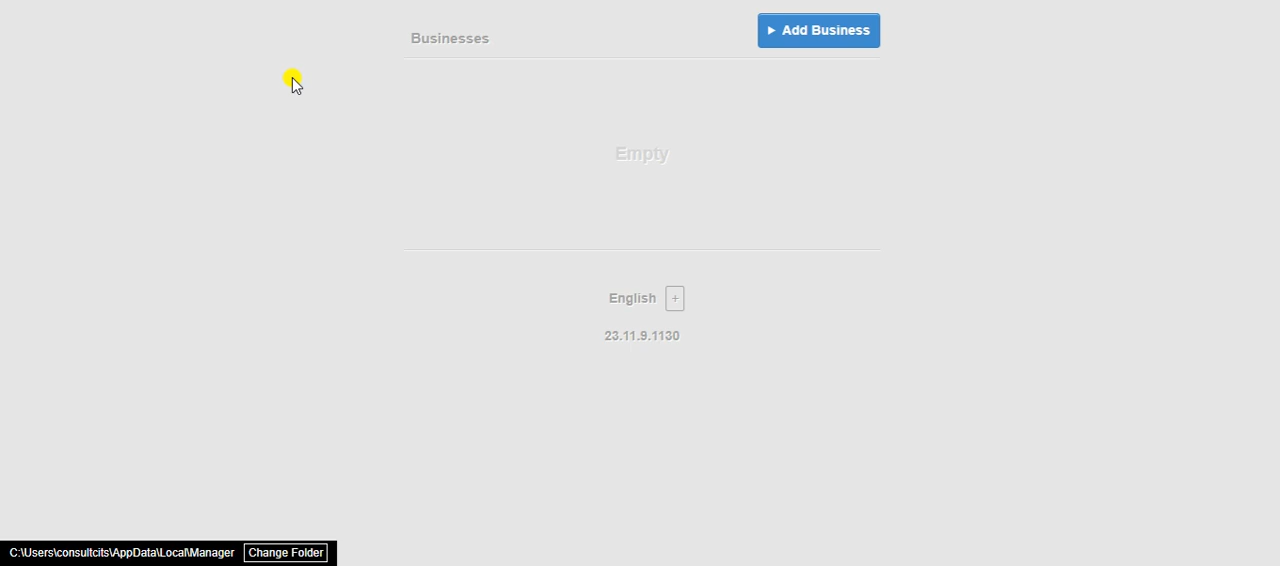 Businesses
Add Business
Empty
English +
23.11.9.1130
C:\Users\consultcits\AppData\Local\Manager Change Folder